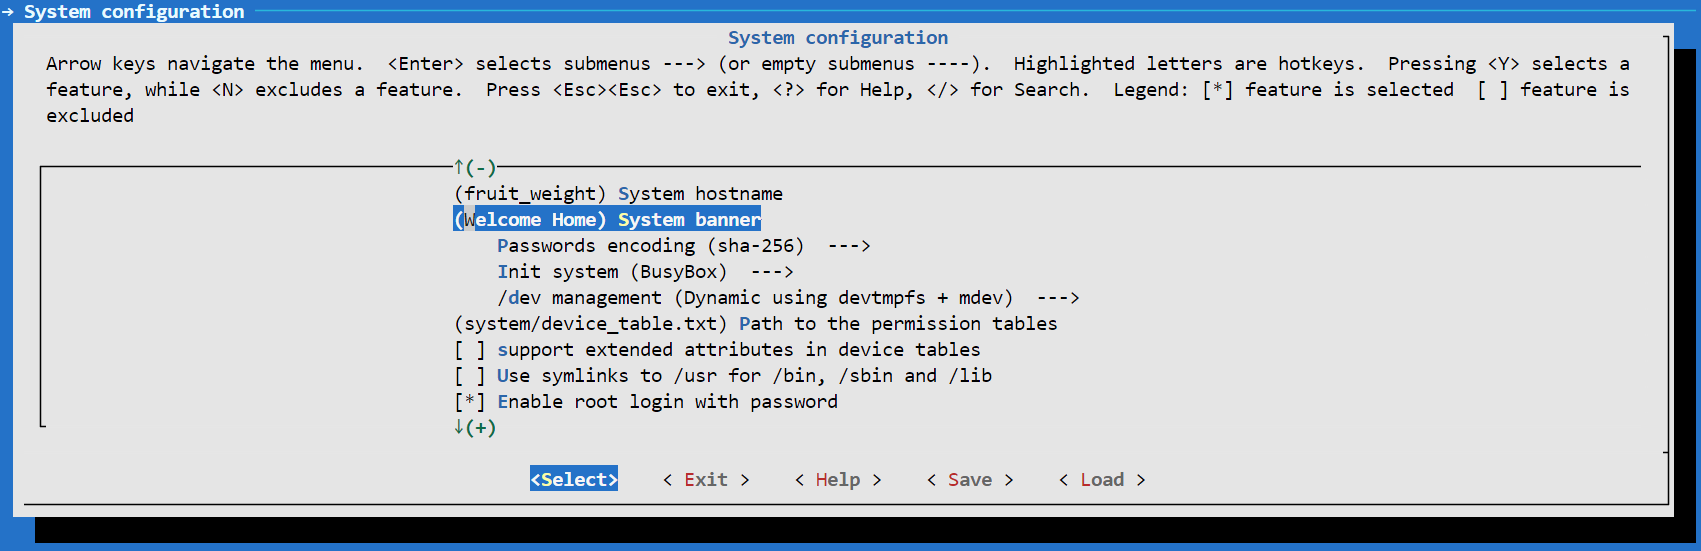 → System configuration
System configuration
Arrow keys navigate the menu.  <Enter> selects submenus ---> (or empty submenus ----).  Highlighted letters are hotkeys.  Pressing <Y> selects a
feature, while <N> excludes a feature.  Press <Esc><Esc> to exit, <?> for Help, </> for Search.  Legend: [*] feature is selected  [ ] feature is
excluded
↑(-)
(fruit_weight) System hostname
(Welcome Home) System banner
Passwords encoding (sha-256)  --->
Init system (BusyBox)  --->
/dev management (Dynamic using devtmpfs + mdev)  --->
(system/device_table.txt) Path to the permission tables
[ ] support extended attributes in device tables
[ ] Use symlinks to /usr for /bin, /sbin and /lib
[*] Enable root login with password
↓(+)
<Select>    < Exit >    < Help >    < Save >    < Load >